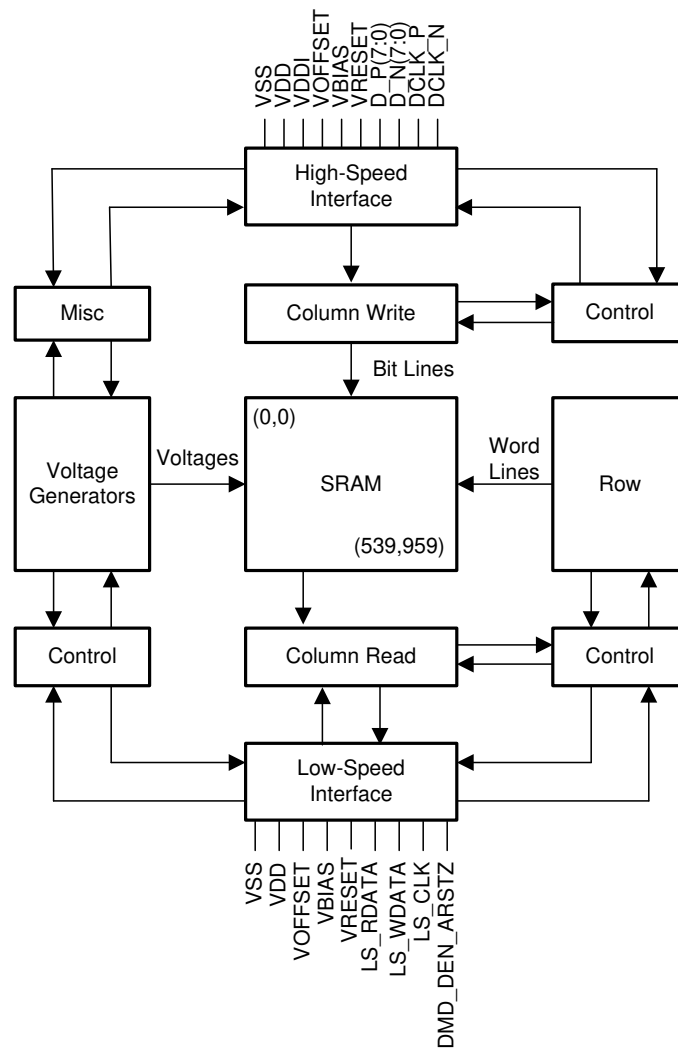 VSS
VDD
VDDI
VOFFSET
VBIAS
VRESET
D_P(7:0)
D_N(7:0)
DCLK_P
DCLK_N
High-Speed
Interface
Misc
Column Write
Control
Bit Lines
(0,0)
Voltage
Generators
Voltages
SRAM
Word
Lines
Row
(539,959)
Control
Column Read
Control
Low-Speed
Interface
VSS
VDD
VOFFSET
VBIAS
VRESET
LS_RDATA
LS_WDATA
LS_CLK
DMD_DEN_ARSTZ